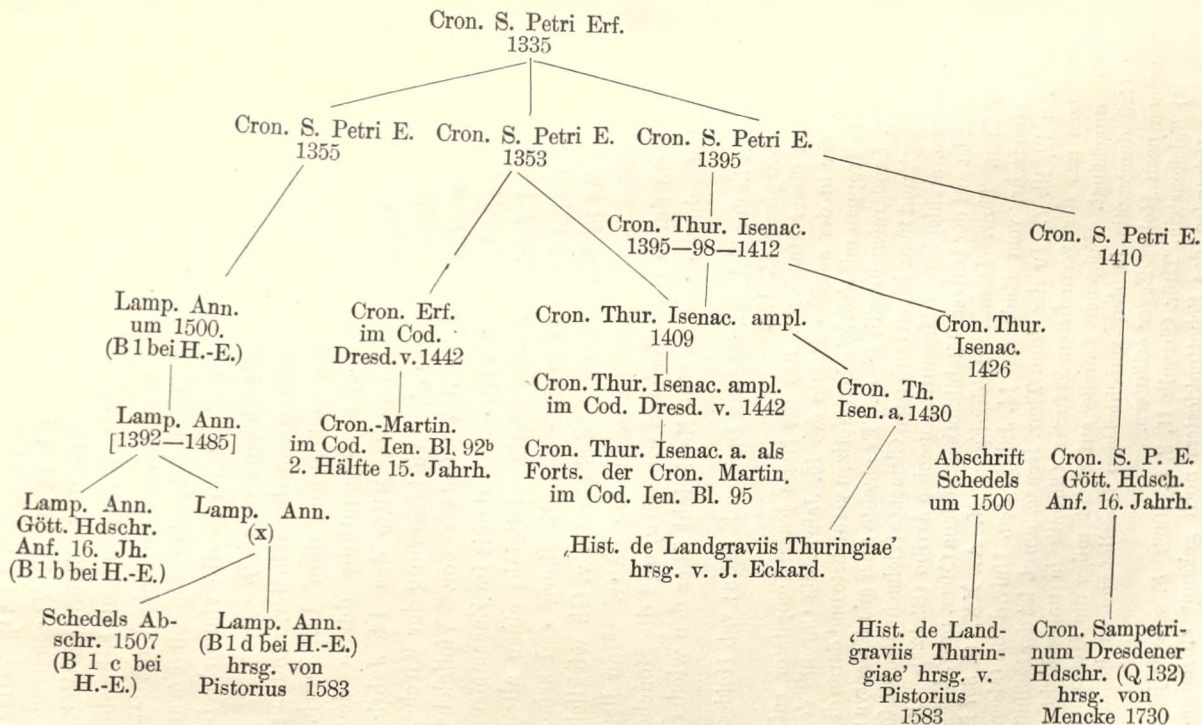 Cron. S. Petri Erf.
1335
Cron. S. Petri E.
1355
Cron. S. Petri E.
1353
Cron. S. Petri E.
1395
Cron. Thur. Isenac.
1395—98—1412
Cron. S. Petri E.
1410
Lamp. Ann.
um 1500.
(B 1 bei H.-E.)
Cron. Erf.
im Cod.
Dresd. v. 1442
Cron. Thur. Isenac. ampl.
1409
Cron. Thur.
Isenac.
1426
Lamp. Ann.
[1392—1485]
Cron.-Martin.
im Cod. Ien. Bl. 92b
2. Hälfte 15. Jahrh.
Cron. Thur. Isenac. ampl.
im Cod. Dresd. v. 1442
Cron. Th.
Isen. a. 1430
Cron. Thur. Isenac. a. als
Forts. der Cron. Martin.
im Cod. Ien. Bl. 95
Abschrift
Schedels
um 1500
Cron. S. P. E.
Gött. Hdsch.
Anf. 16. Jahrh.
Lamp. Ann.
Gött. Hdschr.
Anf. 16. Jh.
(B 1 b bei H.-E.)
Lamp. Ann.
(x)
‚Hist. de Landgraviis Thuringiae’
hrsg. v. J. Eckard.
Schedels Ab-
schr. 1507
(B 1 c bei
H.-E.)
Lamp. Ann.
(B 1 d bei H.-E.)
hrsg. von
Pistorius 1583
‚Hist. de Land-
graviis Thurin-
giae’ hrsg. v.
Pistorius
1583
Cron. Sampetri-
num Dresdener
Hdschr. (Q 132)
hrsg. von
Mencke 1730